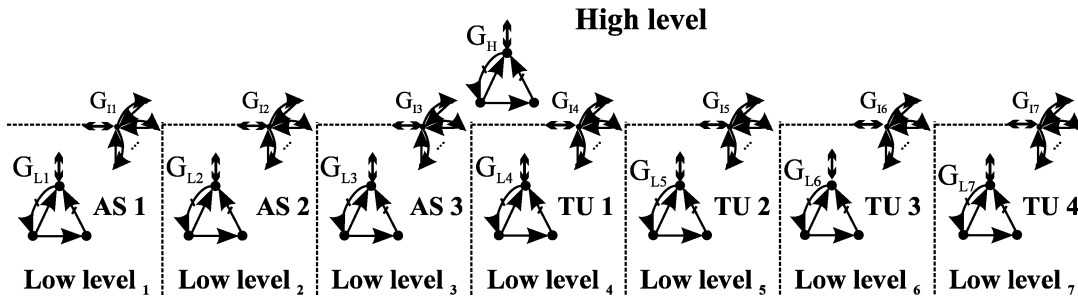 High level
G_H
G_I1 G_I2 G_I3 G_I4 G_I5 G_I6 G_I7
G_L1 G_L2 G_L3 G_L4 G_L5 G_L6 G_L7
AS 1 AS 2 AS 3 TU 1 TU 2 TU 3 TU 4
Low level 1 Low level 2 Low level 3 Low level 4 Low level 5 Low level 6 Low level 7